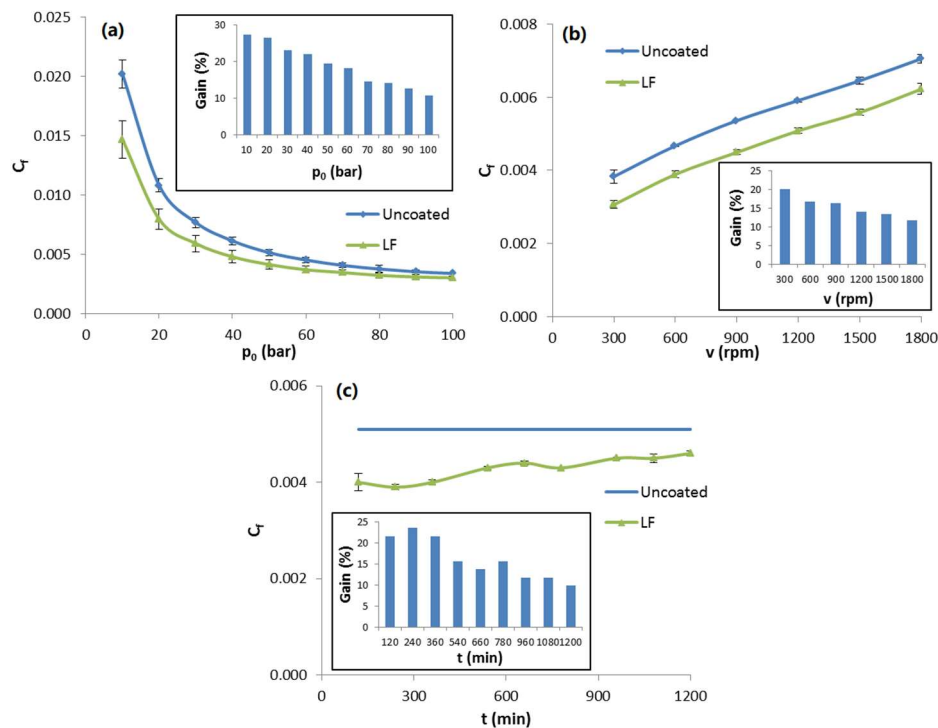 (a)
C_f
0.020
0.015
0.010
0.005
0.000
0 20 40 60 80 100
p₀ (bar)
Gain (%)
30
20
10
0
10 20 30 40 50 60 70 80 90 100
p₀ (bar)
Uncoated
LF
(b)
C_f
0.008
0.006
0.004
0.002
0.000
0 300 600 900 1200 1500 1800
v (rpm)
Uncoated
LF
Gain (%)
25
20
15
10
5
0
300 600 900 1200 1500 1800
v (rpm)
(c)
C_f
0.006
0.004
0.002
0.000
0 300 600 900 1200
t (min)
Uncoated
LF
Gain (%)
25
20
15
10
5
0
120 240 360 540 660 780 960 1080 1200
t (min)